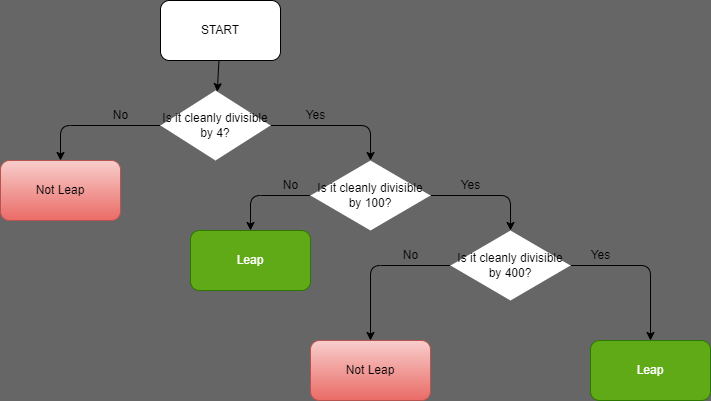 START
No
Is it cleanly divisible
by 4?
Yes
Not Leap
No
Is it cleanly divisible
by 100?
Yes
Leap
No
Is it cleanly divisible
by 400?
Yes
Not Leap
Leap